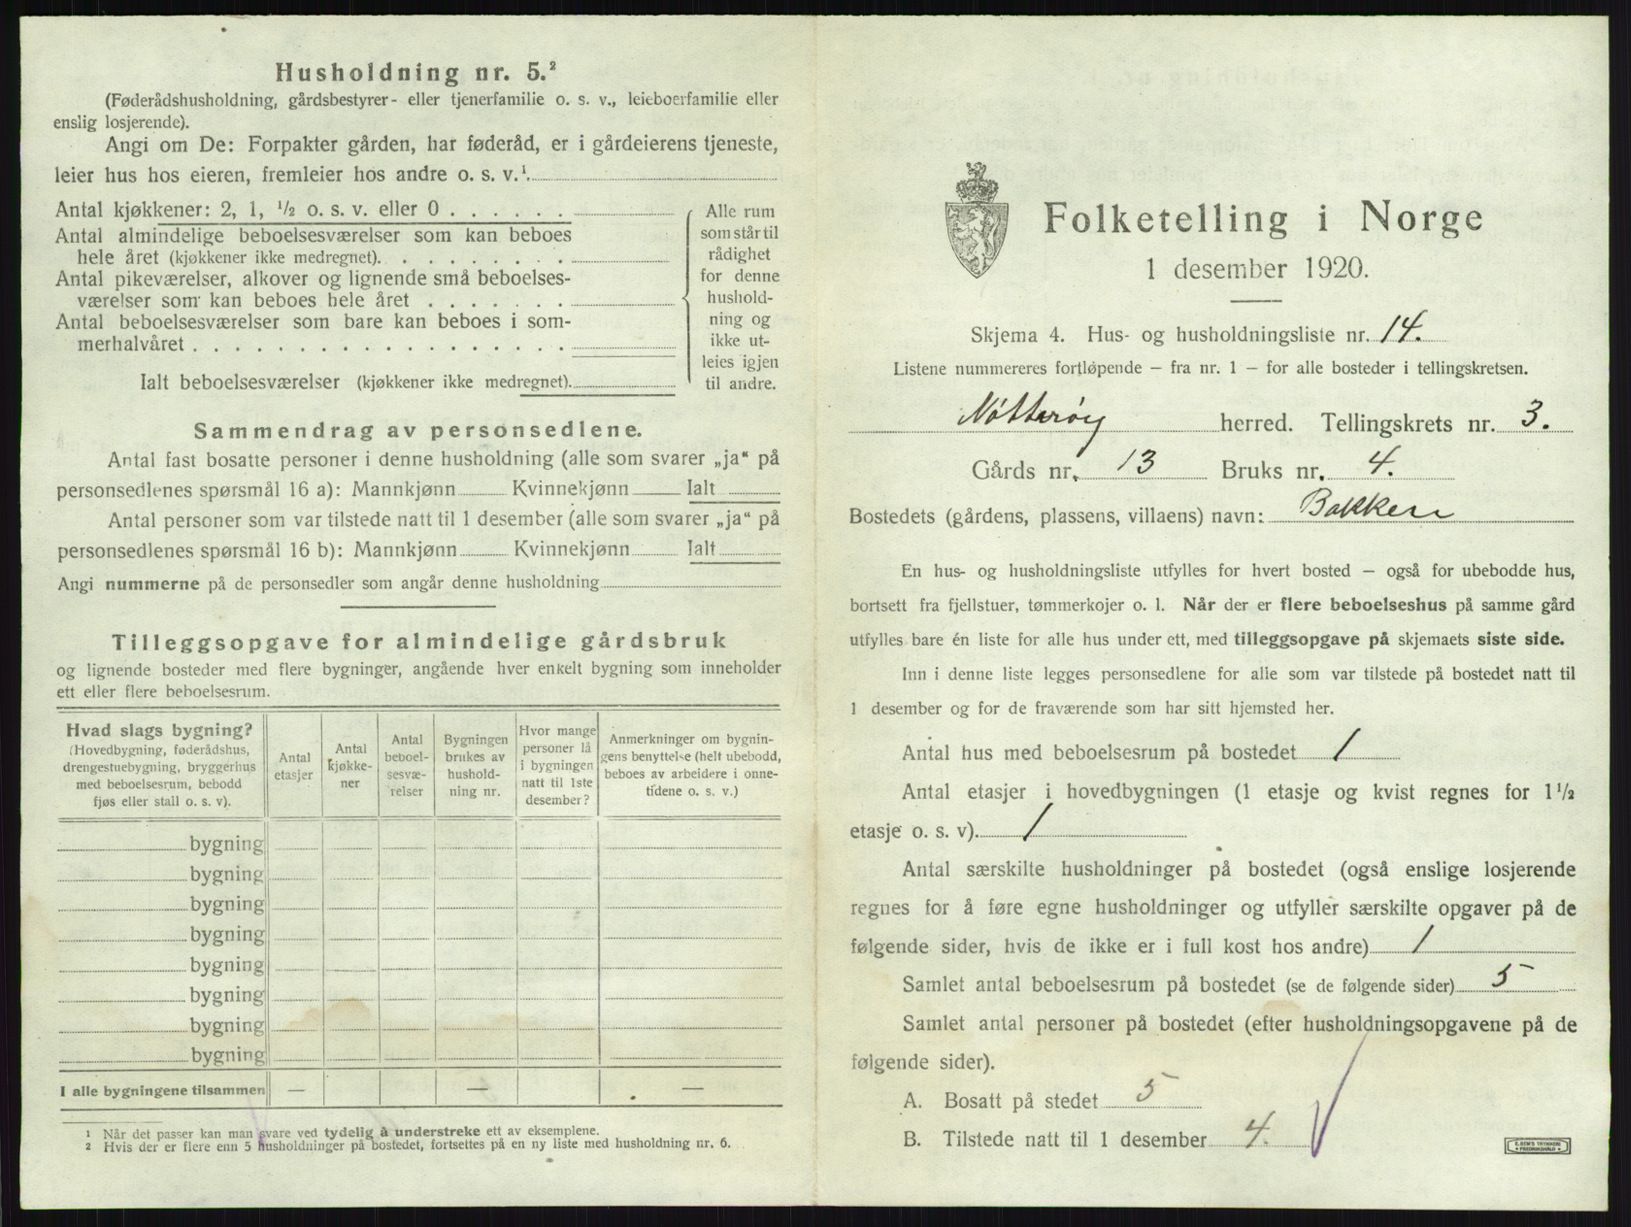 Husholdning nr. 5.²
(Føderådshusholdning, gårdsbestyrer- eller tjenerfamilie o. s. v., leieboerfamilie eller
enslig losjerende).
Angi om De: Forpakter gården, har føderåd, er i gårdeierens tjeneste,
leier hus hos eieren, fremleier hos andre o. s. v.¹
Antal kjøkkener: 2, 1, ½ o. s. v. eller 0 . . . . . .
Antal almindelige beboelsesværelser som kan beboes
hele året (kjøkkener ikke medregnet). . . . . . . .
Antal pikeværelser, alkover og lignende små beboelses-
værelser som kan beboes hele året . . . . . . .
Antal beboelsesværelser som bare kan beboes i som-
merhalvåret . . . . . . . . . . . . . . . . .
Ialt beboelsesværelser (kjøkkener ikke medregnet).
Alle rum
som står til
rådighet
for denne
hushold-
ning og
ikke ut-
leies igjen
til andre.
Sammendrag av personsedlene.
Antal fast bosatte personer i denne husholdning (alle som svarer „ja“ på
personsedlenes spørsmål 16 a): Mannkjønn Kvinnekjønn Ialt
Antal personer som var tilstede natt til 1 desember (alle som svarer „ja“ på
personsedlenes spørsmål 16 b): Mannkjønn Kvinnekjønn Ialt
Angi nummerne på de personsedler som angår denne husholdning
Tilleggsopgave for almindelige gårdsbruk
og lignende bosteder med flere bygninger, angående hver enkelt bygning som inneholder
ett eller flere beboelsesrum.
Hvad slags bygning?
(Hovedbygning, føderådshus,
drengestuebygning, bryggerhus
med beboelsesrum, bebodd
fjøs eller stall o. s. v).
Antal
etasjer
Antal
kjøkke-
ner
Antal
beboel-
sesvæ-
relser
Bygningen
brukes av
hushold-
ning nr.
Hvor mange
personer lå
i bygningen
natt til 1ste
desember?
Anmerkninger om bygnin-
gens benyttelse (helt ubebodd,
beboes av arbeidere i onne-
tidene o. s. v.)
bygning
bygning
bygning
bygning
bygning
bygning
bygning
bygning
I alle bygningene tilsammen — — —
¹ Når det passer kan man svare ved tydelig å understreke ett av eksemplene.
² Hvis der er flere enn 5 husholdninger på bostedet, fortsettes på en ny liste med husholdning nr. 6.
Folketelling i Norge
1 desember 1920.
Skjema 4. Hus- og husholdningsliste nr. 14.
Listene nummereres fortløpende — fra nr. 1 — for alle bosteder i tellingskretsen.
Nøtterøy herred. Tellingskrets nr. 3.
Gårds nr. 13 Bruks nr. 4.
Bostedets (gårdens, plassens, villaens) navn: Bakken
En hus- og husholdningsliste utfylles for hvert bosted — også for ubebodde hus,
bortsett fra fjellstuer, tømmerkojer o. l. Når der er flere beboelseshus på samme gård
utfylles bare én liste for alle hus under ett, med tilleggsopgave på skjemaets siste side.
Inn i denne liste legges personsedlene for alle som var tilstede på bostedet natt til
1 desember og for de fraværende som har sitt hjemsted her.
Antal hus med beboelsesrum på bostedet 1
Antal etasjer i hovedbygningen (1 etasje og kvist regnes for 1½
etasje o. s. v). 1
Antal særskilte husholdninger på bostedet (også enslige losjerende
regnes for å føre egne husholdninger og utfyller særskilte opgaver på de
følgende sider, hvis de ikke er i full kost hos andre) 1
Samlet antal beboelsesrum på bostedet (se de følgende sider) 5
Samlet antal personer på bostedet (efter husholdningsopgavene på de
følgende sider).
A. Bosatt på stedet 5
B. Tilstede natt til 1 desember 4.